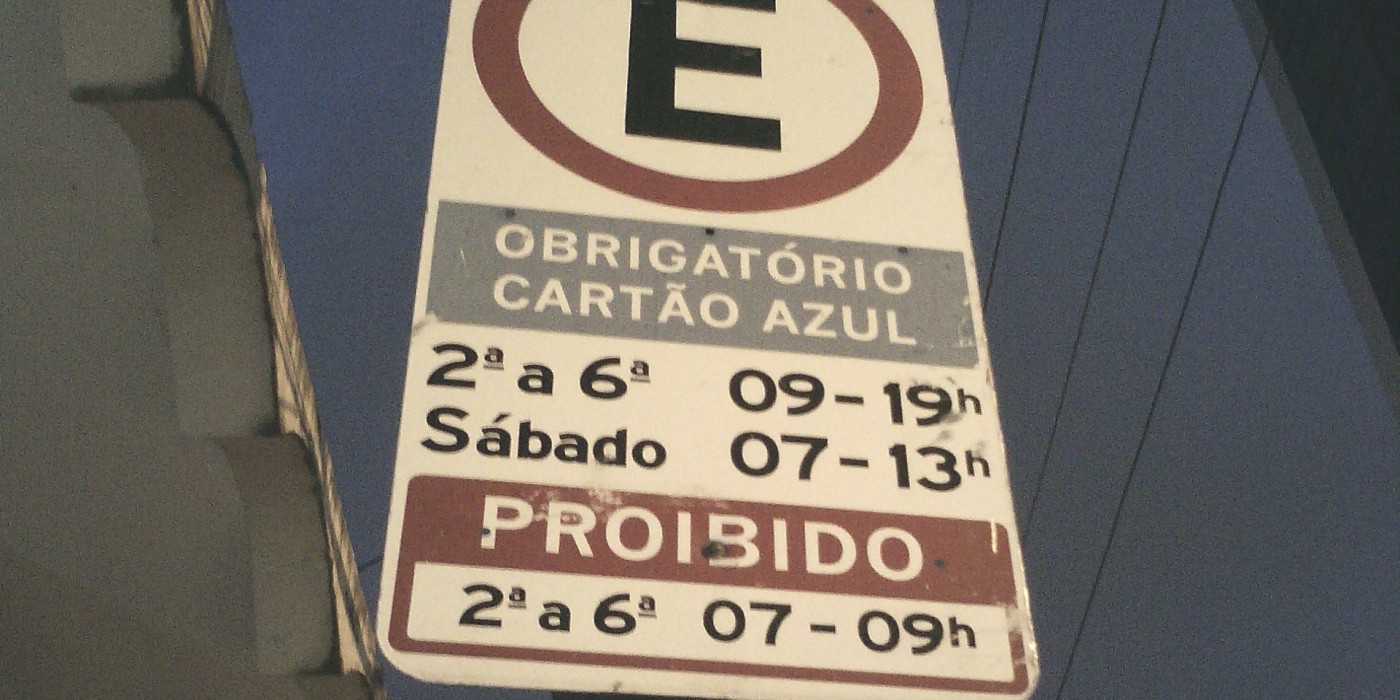 E
OBRIGATÓRIO
CARTÃO AZUL
2ª a 6ª 09 - 19h
Sábado 07 - 13h
PROIBIDO
2ª a 6ª 07 - 09h